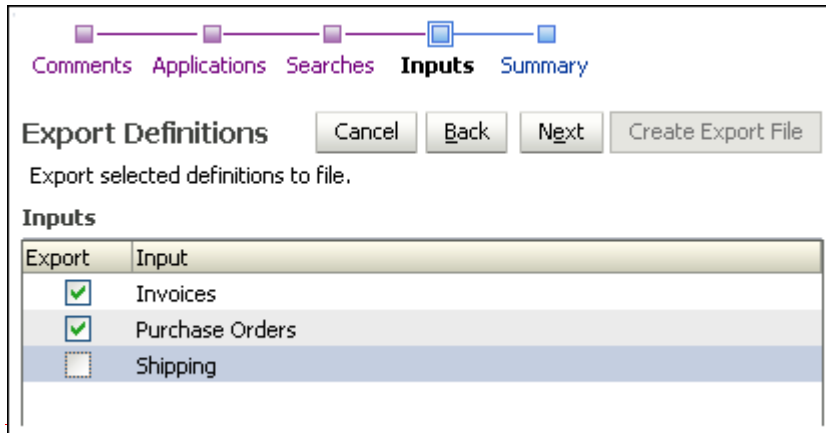 Comments Applications Searches Inputs Summary
Export Definitions Cancel Back Next Create Export File
Export selected definitions to file.
Inputs
Export Input
Invoices
Purchase Orders
Shipping